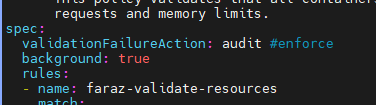 This policy validates that all container
requests and memory limits.
spec:
validationFailureAction: audit #enforce
background: true
rules:
- name: faraz-validate-resources
match: